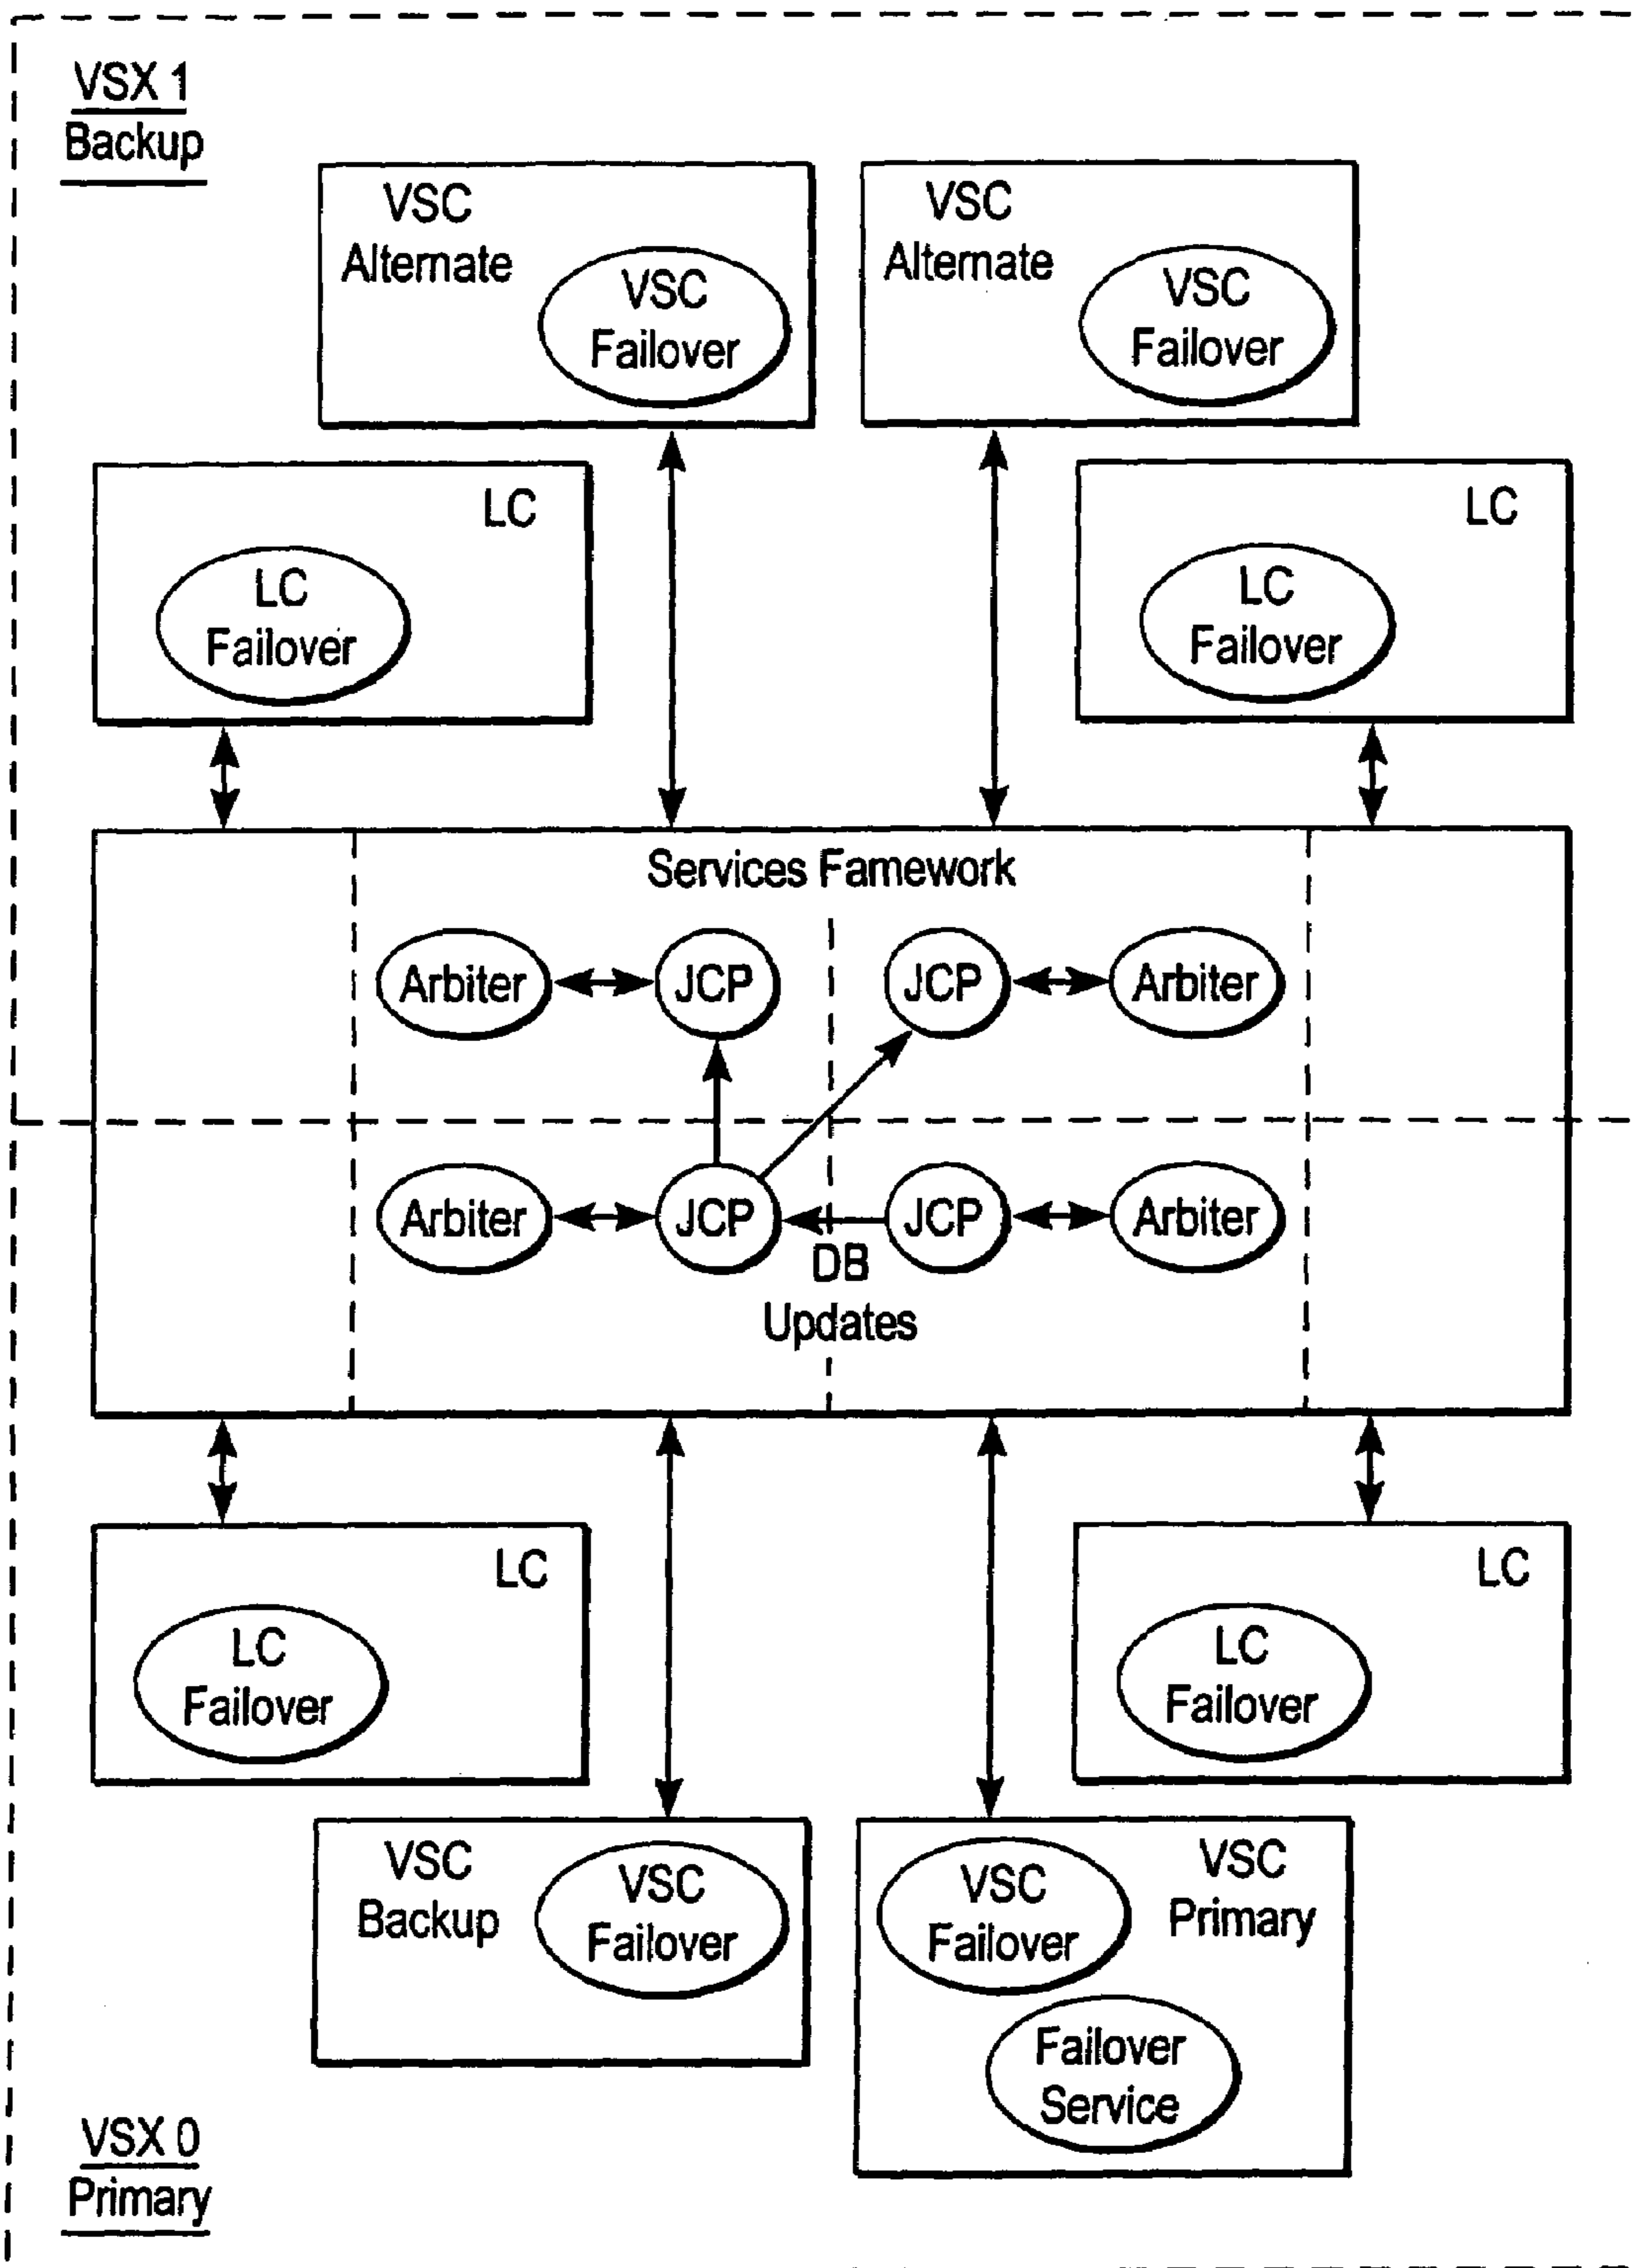 VSX 1
Backup
VSC
Alternate
VSC
Failover
VSC
Alternate
VSC
Failover
LC
LC
Failover
LC
LC
Failover
Services Famework
Arbiter
JCP
JCP
Arbiter
Arbiter
JCP
JCP
Arbiter
DB
Updates
LC
LC
Failover
LC
LC
Failover
VSC
Backup
VSC
Failover
VSC
Failover
VSC
Primary
Failover
Service
VSX 0
Primary